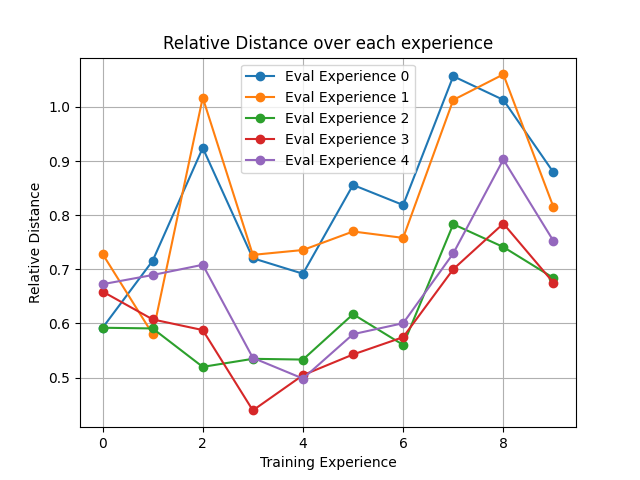 Relative Distance over each experience
Eval Experience 0
Eval Experience 1
Eval Experience 2
Eval Experience 3
Eval Experience 4
Relative Distance
1.0
0.9
0.8
0.7
0.6
0.5
0 2 4 6 8
Training Experience